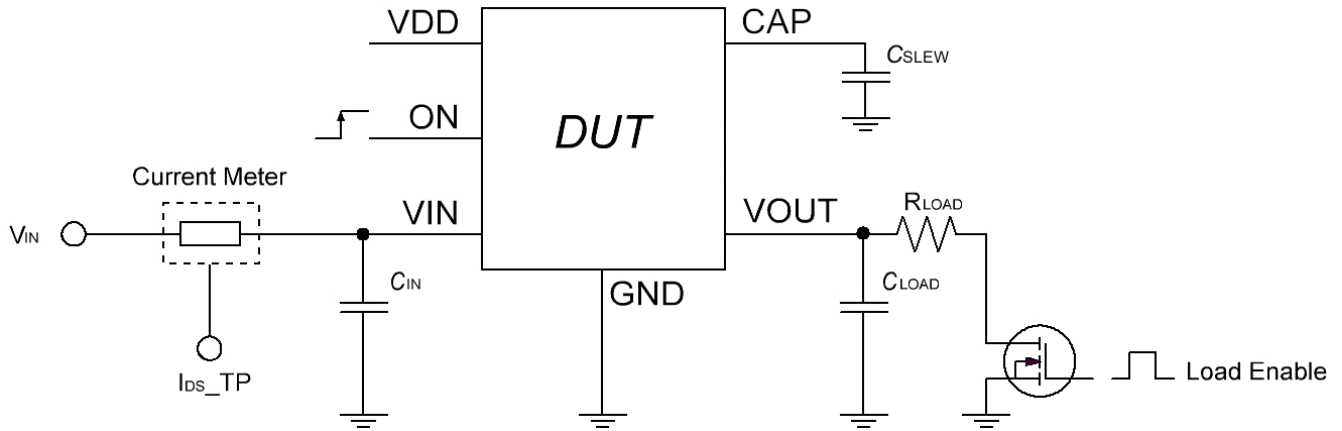 VDD
CAP
CSLEW
ON
DUT
Current Meter
VIN
VIN
VOUT
RLOAD
CIN
GND
CLOAD
IDS_TP
Load Enable